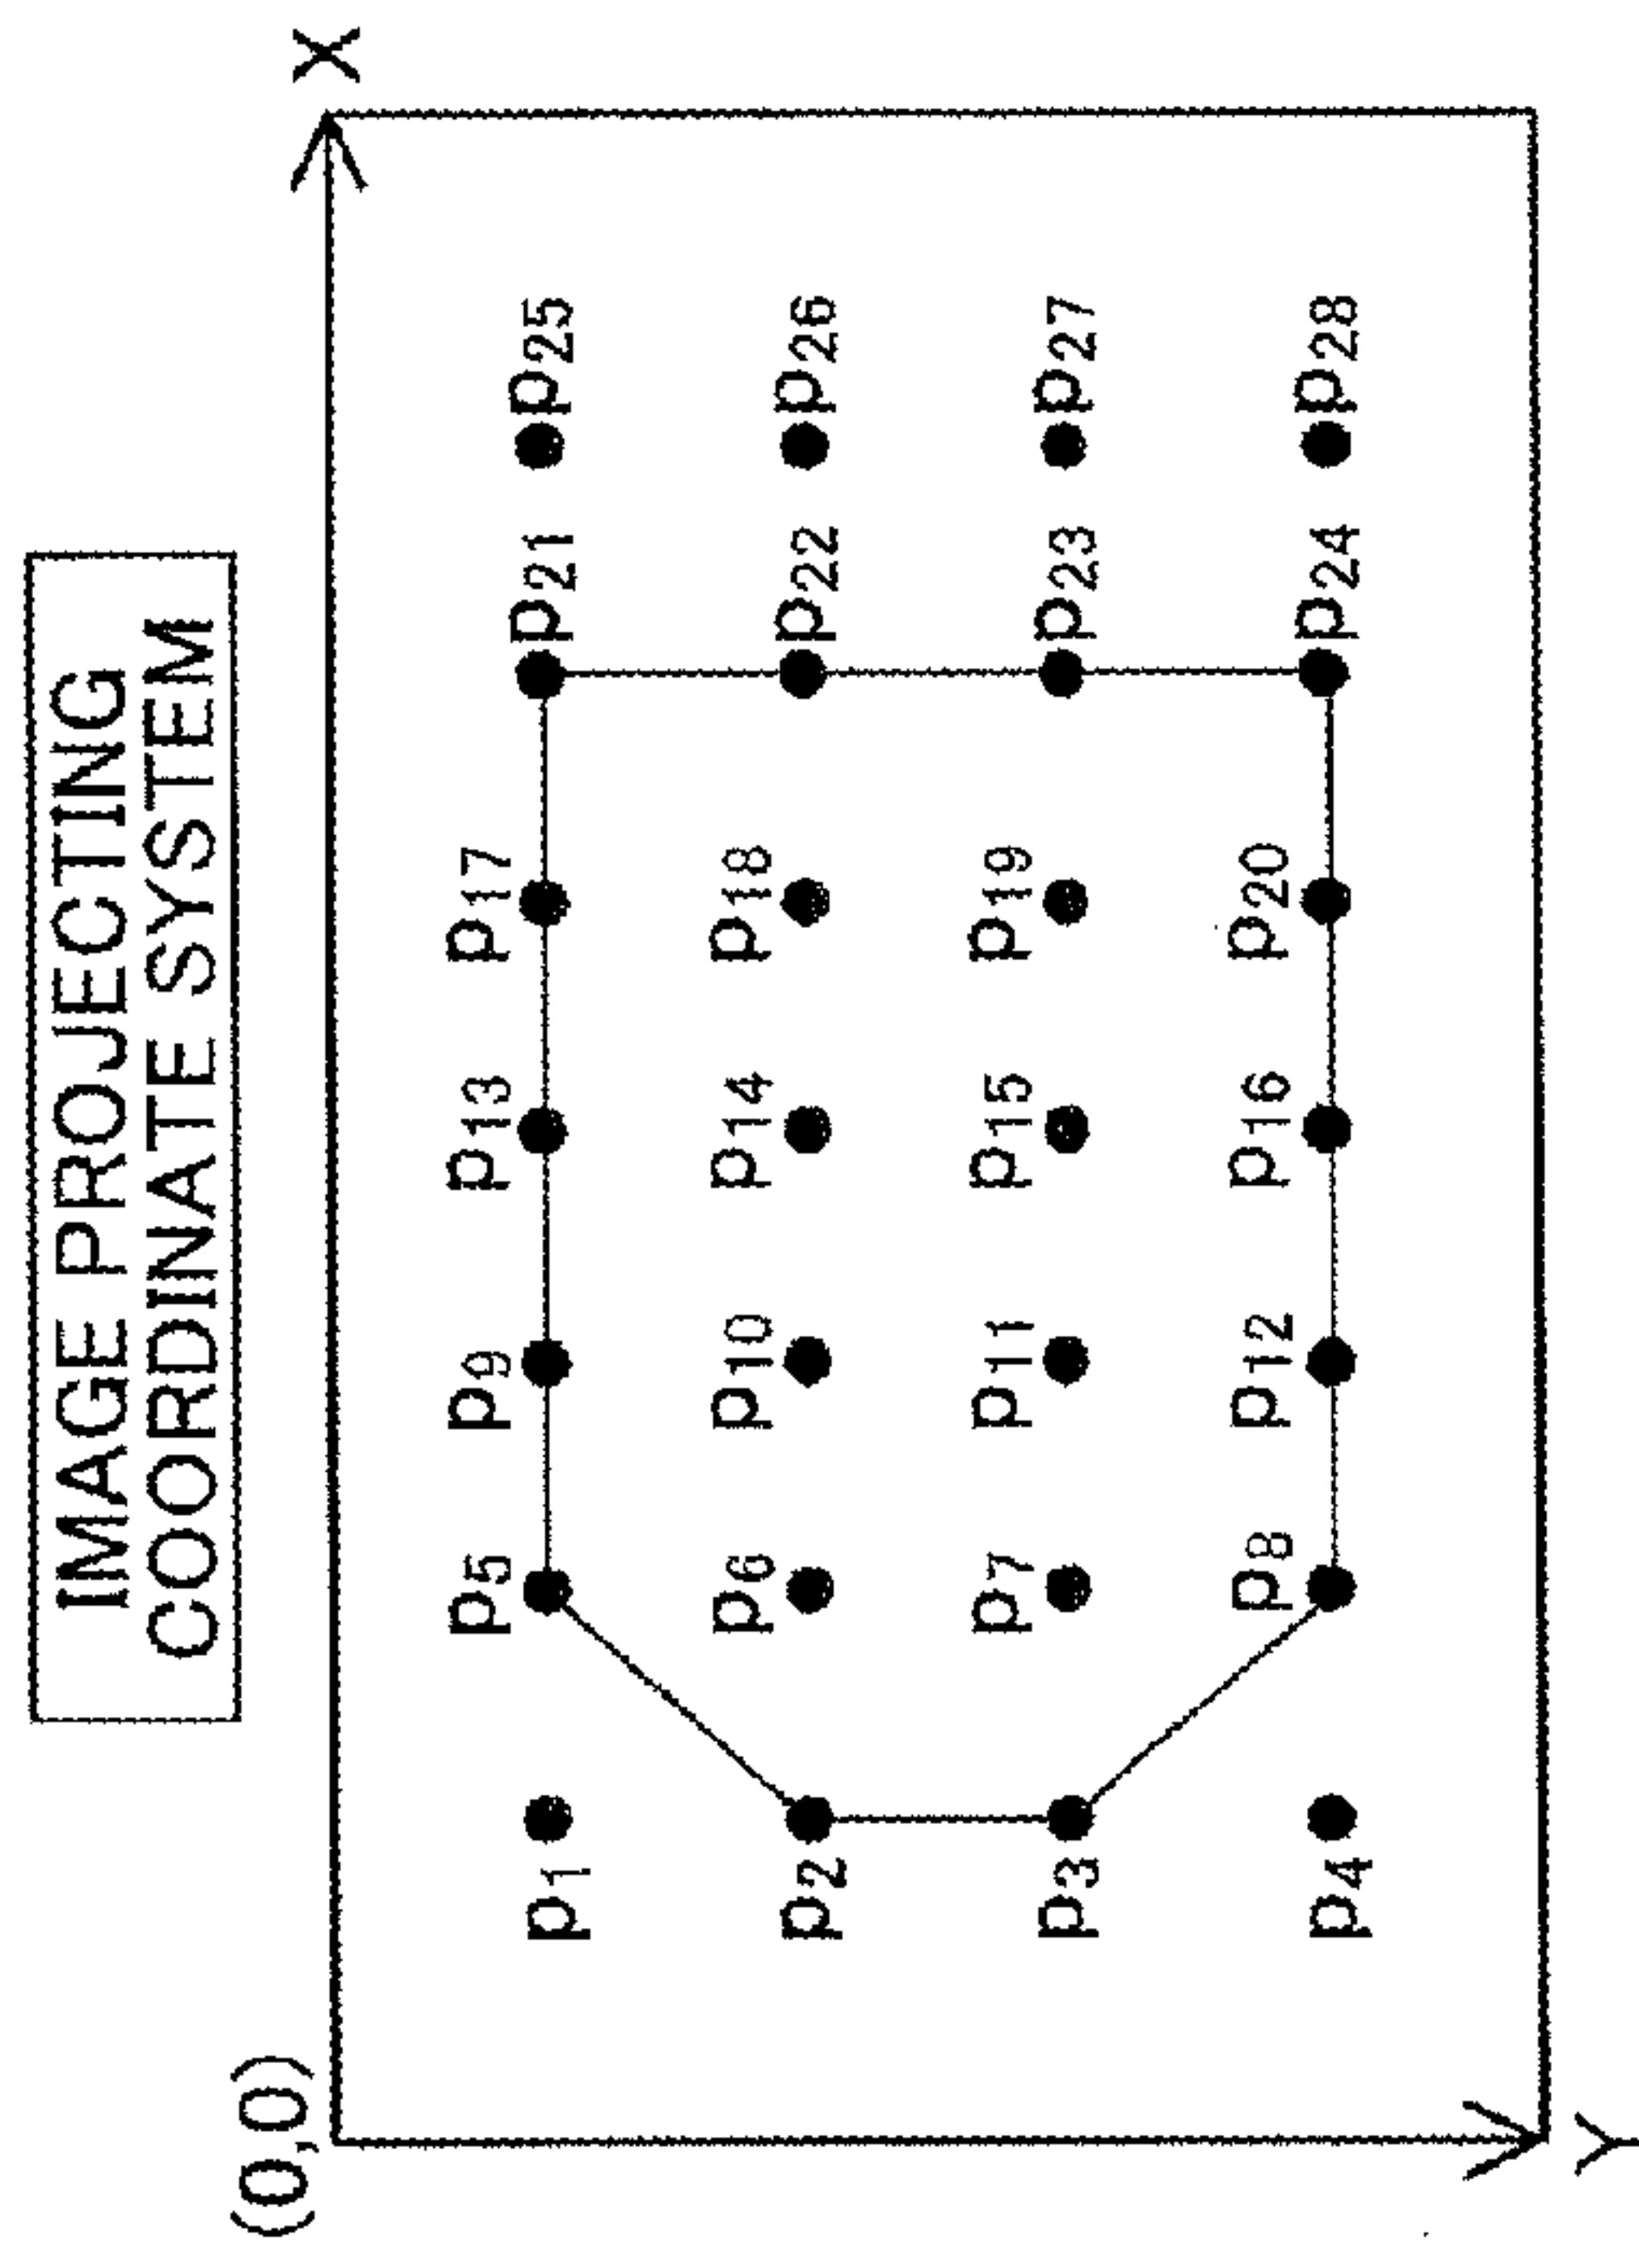 IMAGE PROJECTING
COORDINATE SYSTEM
(0,0)
X
p1 p5 p9 p13 p17 p21 p25
p2 p6 p10 p14 p18 p22 p26
p3 p7 p11 p15 p19 p23 p27
p4 p8 p12 p16 p20 p24 p28
Y